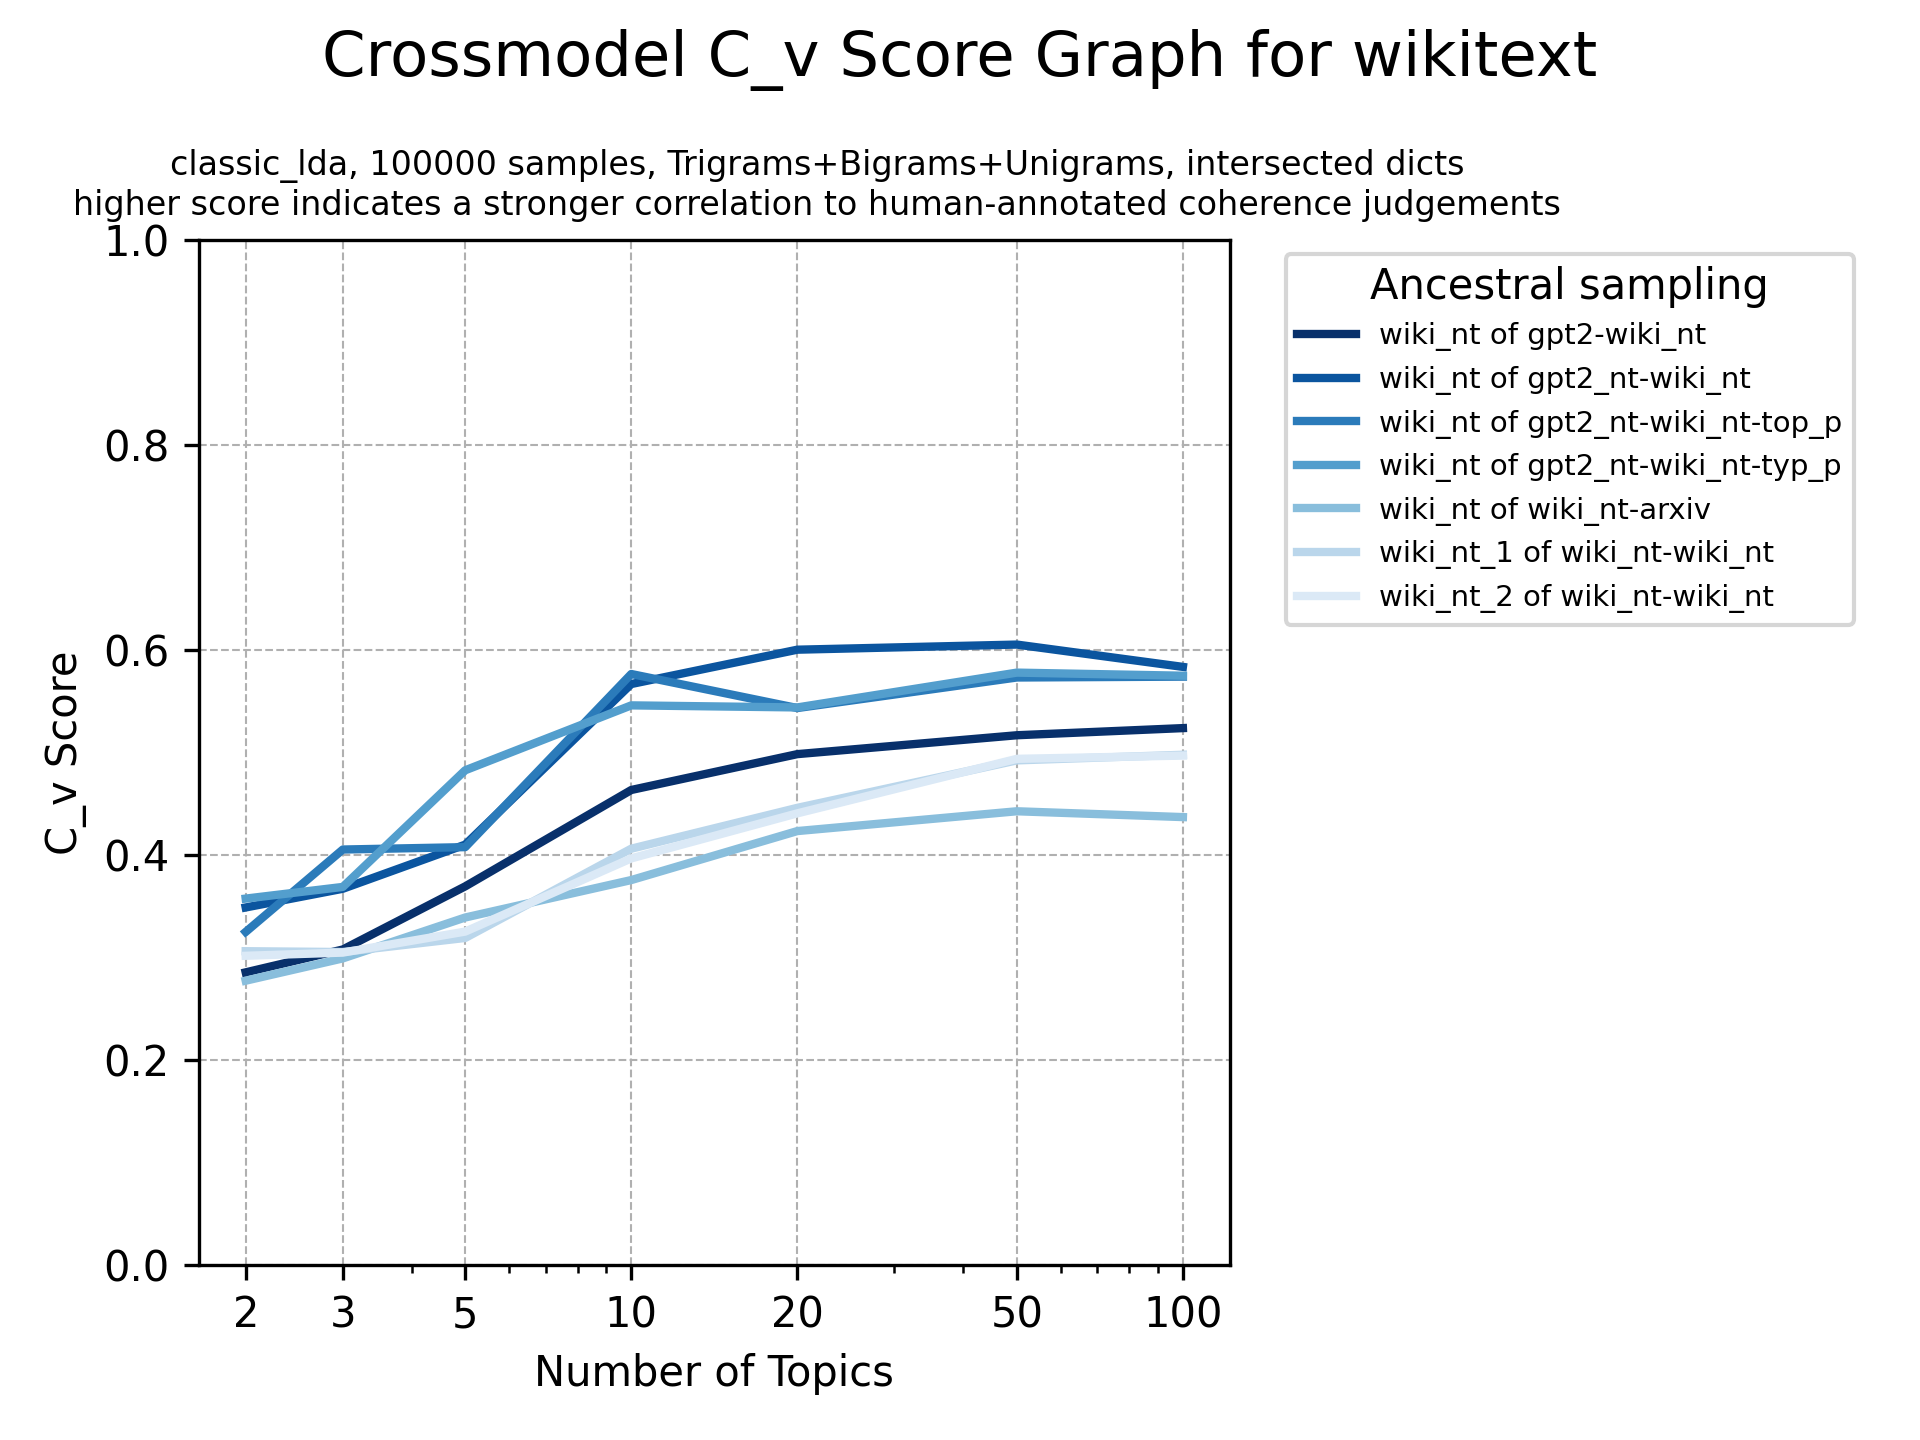 Crossmodel C_v Score Graph for wikitext
classic_lda, 100000 samples, Trigrams+Bigrams+Unigrams, intersected dicts
higher score indicates a stronger correlation to human-annotated coherence judgements
1.0
0.8
0.6
0.4
0.2
0.0
C_v Score
2 3 5 10 20 50 100
Number of Topics
Ancestral sampling
wiki_nt of gpt2-wiki_nt
wiki_nt of gpt2_nt-wiki_nt
wiki_nt of gpt2_nt-wiki_nt-top_p
wiki_nt of gpt2_nt-wiki_nt-typ_p
wiki_nt of wiki_nt-arxiv
wiki_nt_1 of wiki_nt-wiki_nt
wiki_nt_2 of wiki_nt-wiki_nt